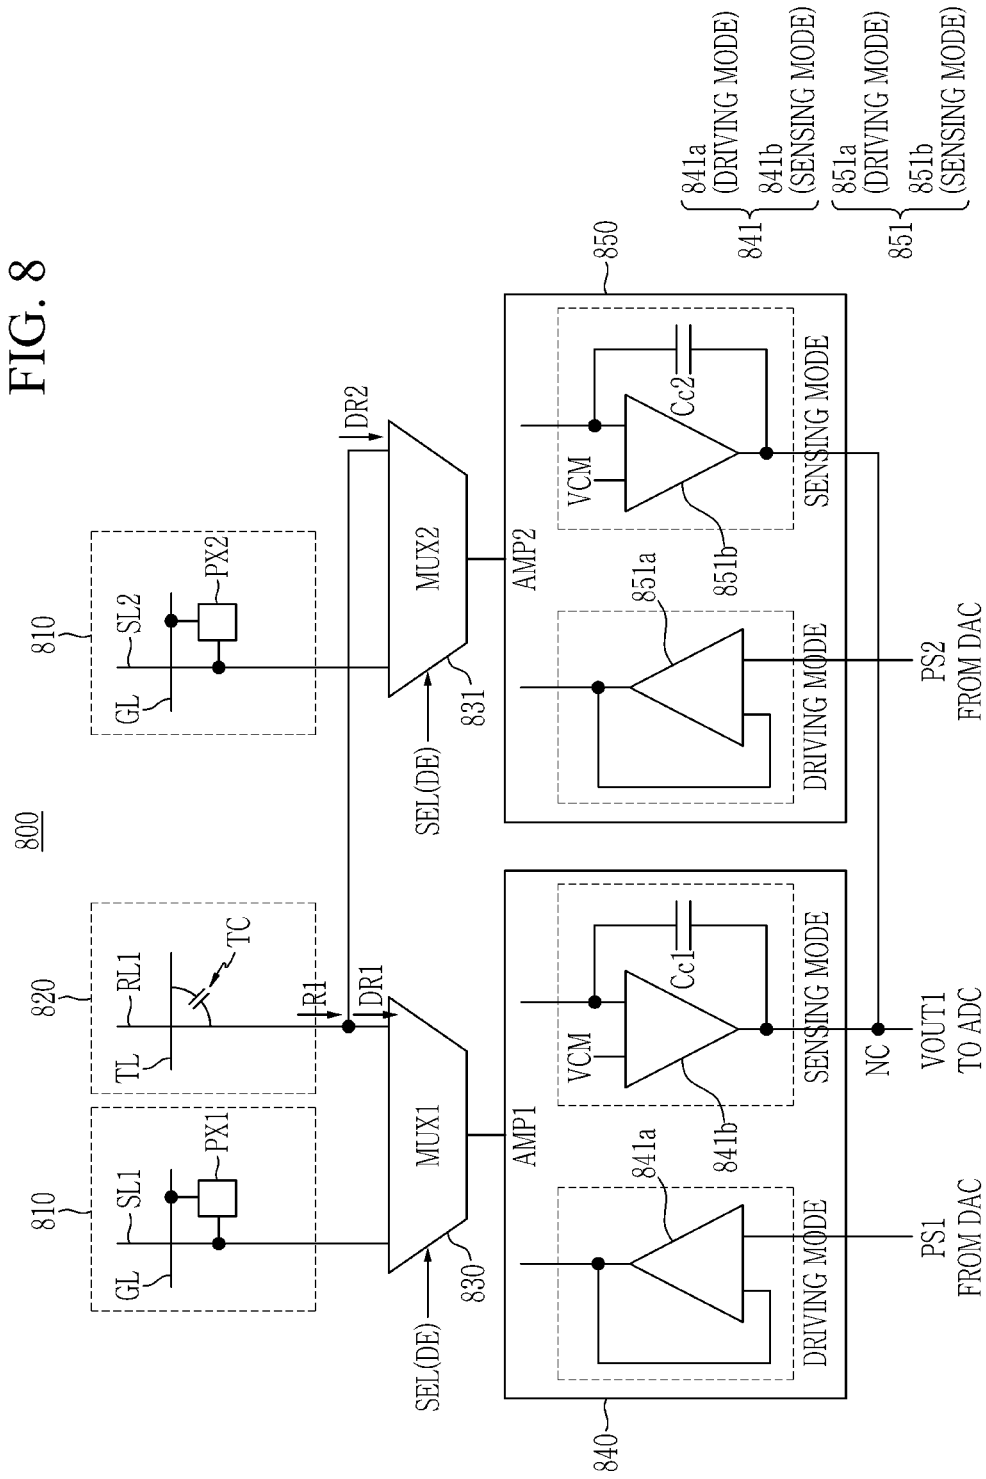 FIG. 8
800
810
820
810
SL1
GL
PX1
RL1
TL
TC
SL2
GL
PX2
R1
DR1
DR2
SEL(DE)
MUX1
830
SEL(DE)
MUX2
831
840
AMP1
841a
DRIVING MODE
VCM
Cc1
841b
SENSING MODE
850
AMP2
851a
DRIVING MODE
VCM
Cc2
851b
SENSING MODE
PS1
FROM DAC
NC
VOUT1
TO ADC
PS2
FROM DAC
841
841a
(DRIVING MODE)
841b
(SENSING MODE)
851
851a
(DRIVING MODE)
851b
(SENSING MODE)